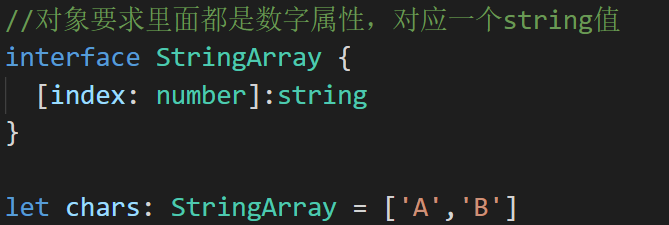 //对象要求里面都是数字属性，对应一个string值
interface StringArray {
  [index: number]:string
}
let chars: StringArray = ['A','B']